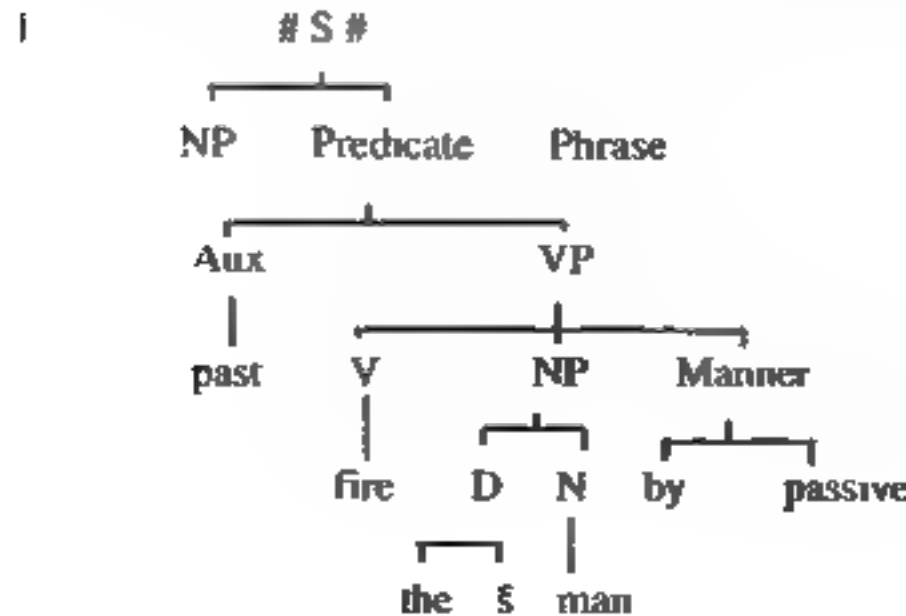 i
# S #
NP Predicate Phrase
Aux VP
past V NP Manner
fire D N by passive
the man